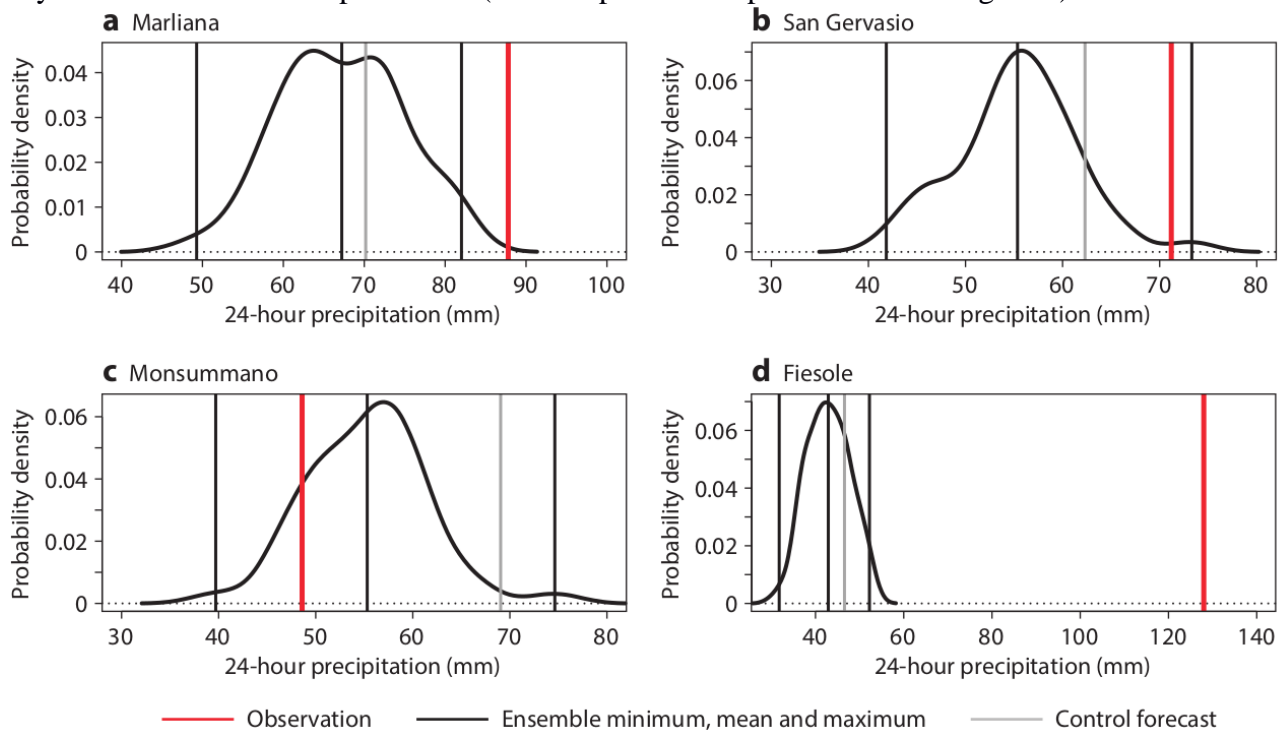 a Marliana
Probability density
0.04
0.03
0.02
0.01
0
40 50 60 70 80 90 100
24-hour precipitation (mm)
b San Gervasio
Probability density
0.06
0.04
0.02
0
30 40 50 60 70 80
24-hour precipitation (mm)
c Monsummano
Probability density
0.06
0.04
0.02
0
30 40 50 60 70 80
24-hour precipitation (mm)
d Fiesole
Probability density
0.06
0.04
0.02
0
40 60 80 100 120 140
24-hour precipitation (mm)
Observation Ensemble minimum, mean and maximum Control forecast